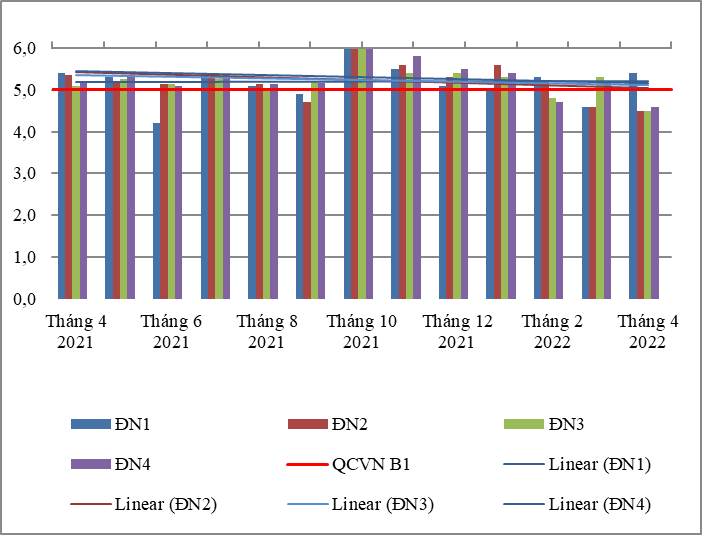 6,0
5,0
4,0
3,0
2,0
1,0
0,0
Tháng 4 Tháng 6 Tháng 8 Tháng 10 Tháng 12 Tháng 2 Tháng 4
2021 2021 2021 2021 2021 2022 2022
ĐN1 ĐN2 ĐN3
ĐN4 QCVN B1 Linear (ĐN1)
Linear (ĐN2) Linear (ĐN3) Linear (ĐN4)